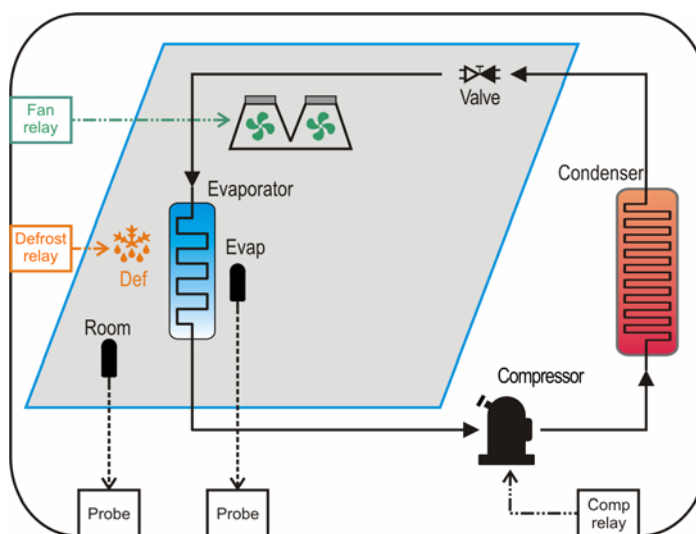 Valve
Fan
relay
Condenser
Evaporator
Defrost
relay
Def
Evap
Room
Compressor
Probe
Probe
Comp
relay